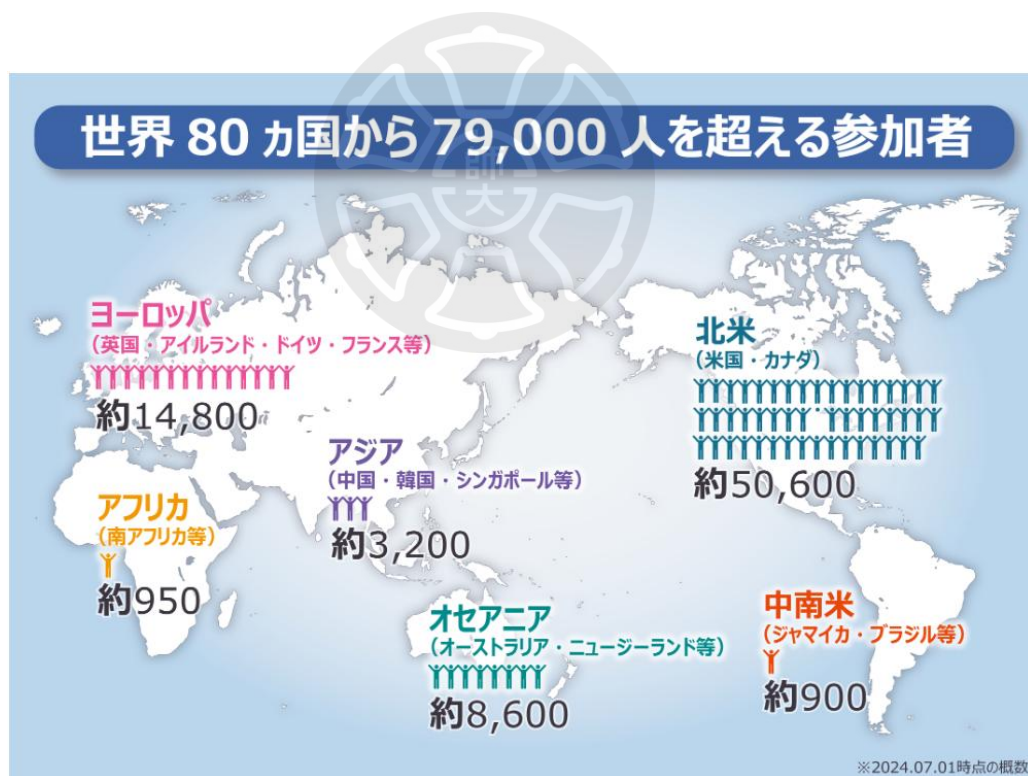 世界 80 ヵ国から 79,000 人を超える参加者
師大
ヨーロッパ
（英国・アイルランド・ドイツ・フランス等）
約14,800
北米
（米国・カナダ）
約50,600
アジア
（中国・韓国・シンガポール等）
約3,200
アフリカ
（南アフリカ等）
約950
オセアニア
（オーストラリア・ニュージーランド等）
約8,600
中南米
（ジャマイカ・ブラジル等）
約900
※2024.07.01時点の概数